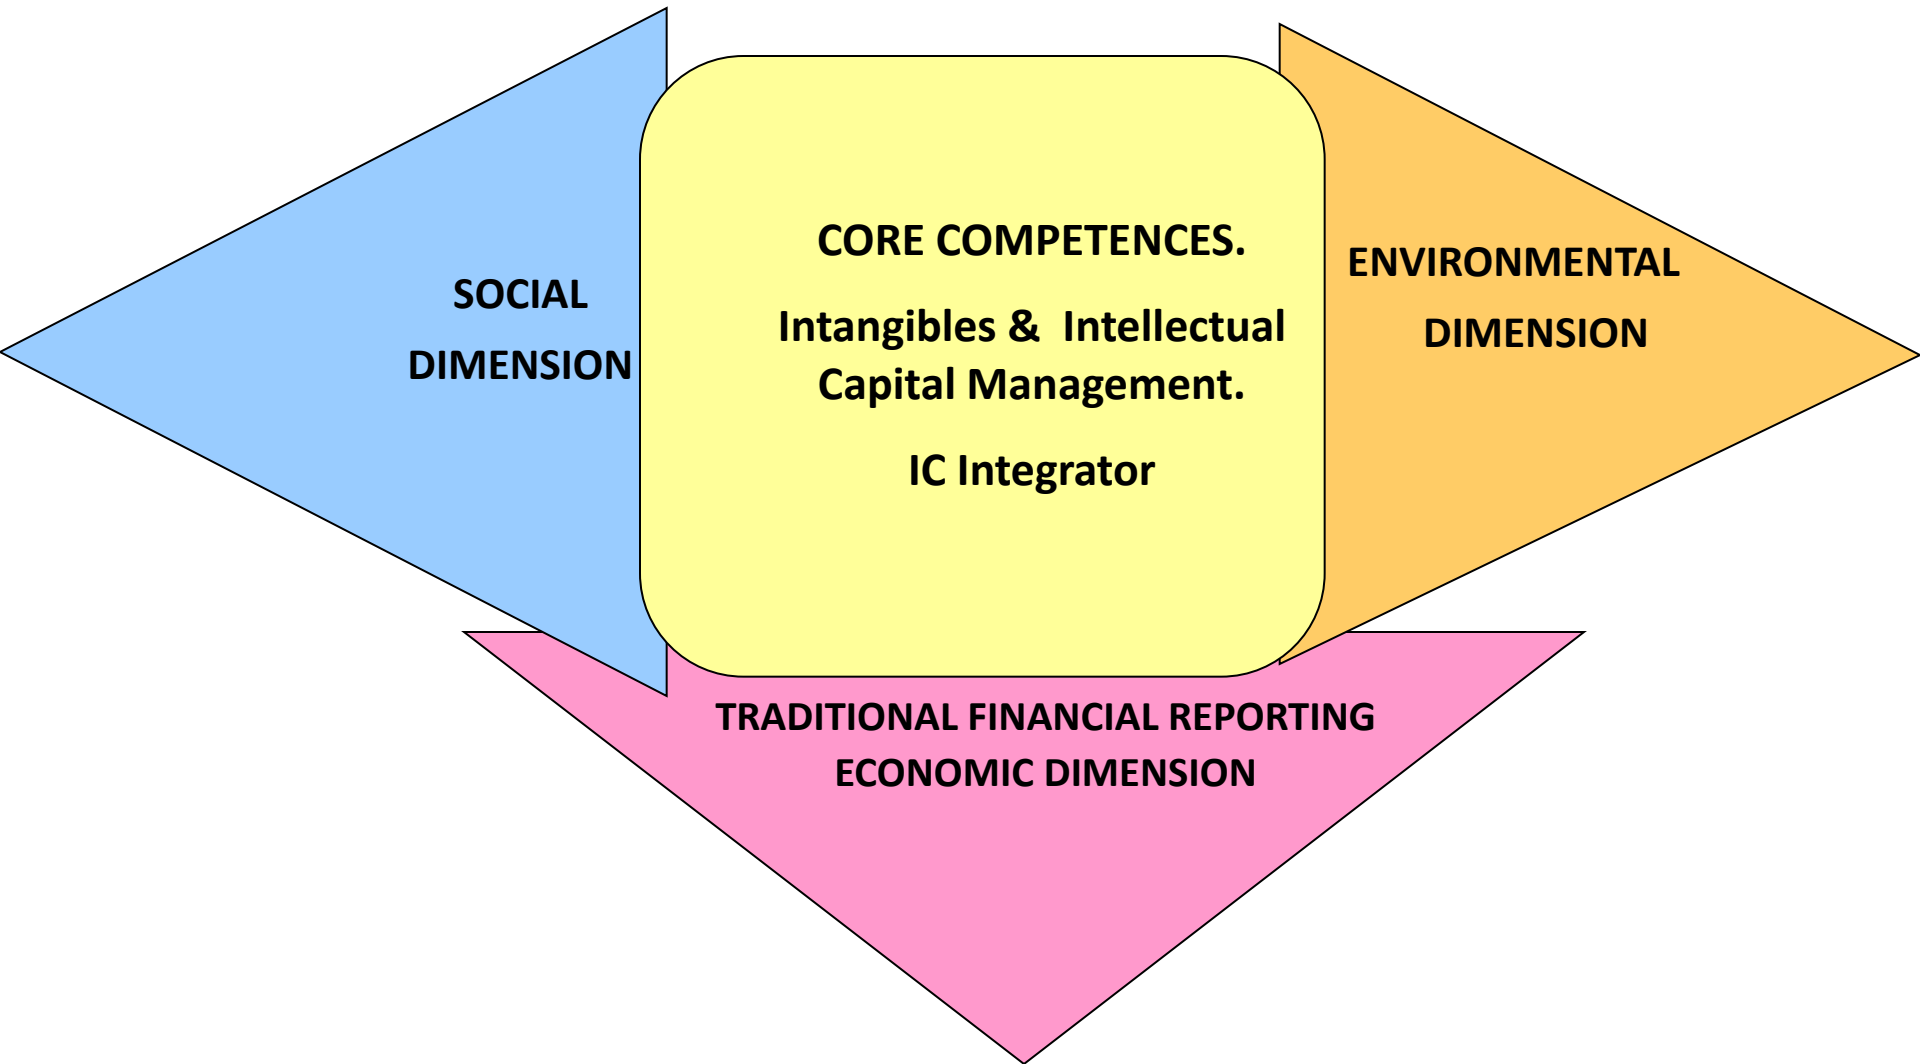 SOCIAL
DIMENSION
CORE COMPETENCES.
Intangibles &  Intellectual
Capital Management.
IC Integrator
ENVIRONMENTAL
DIMENSION
TRADITIONAL FINANCIAL REPORTING
ECONOMIC DIMENSION